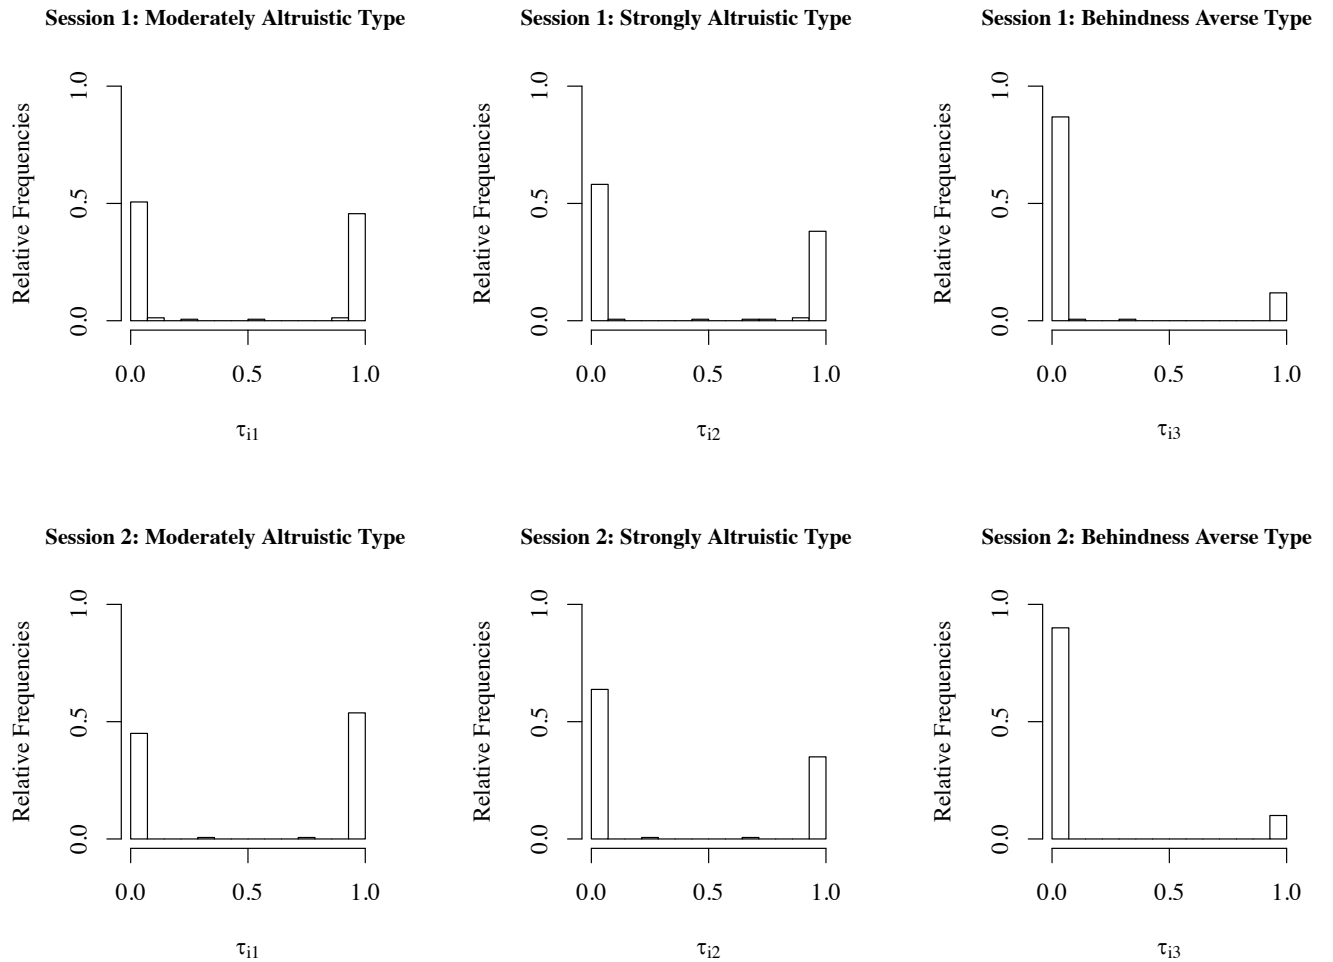 Session 1: Moderately Altruistic Type
Relative Frequencies
1.0
0.5
0.0
0.0 0.5 1.0
τi1
Session 1: Strongly Altruistic Type
Relative Frequencies
1.0
0.5
0.0
0.0 0.5 1.0
τi2
Session 1: Behindness Averse Type
Relative Frequencies
1.0
0.5
0.0
0.0 0.5 1.0
τi3
Session 2: Moderately Altruistic Type
Relative Frequencies
1.0
0.5
0.0
0.0 0.5 1.0
τi1
Session 2: Strongly Altruistic Type
Relative Frequencies
1.0
0.5
0.0
0.0 0.5 1.0
τi2
Session 2: Behindness Averse Type
Relative Frequencies
1.0
0.5
0.0
0.0 0.5 1.0
τi3